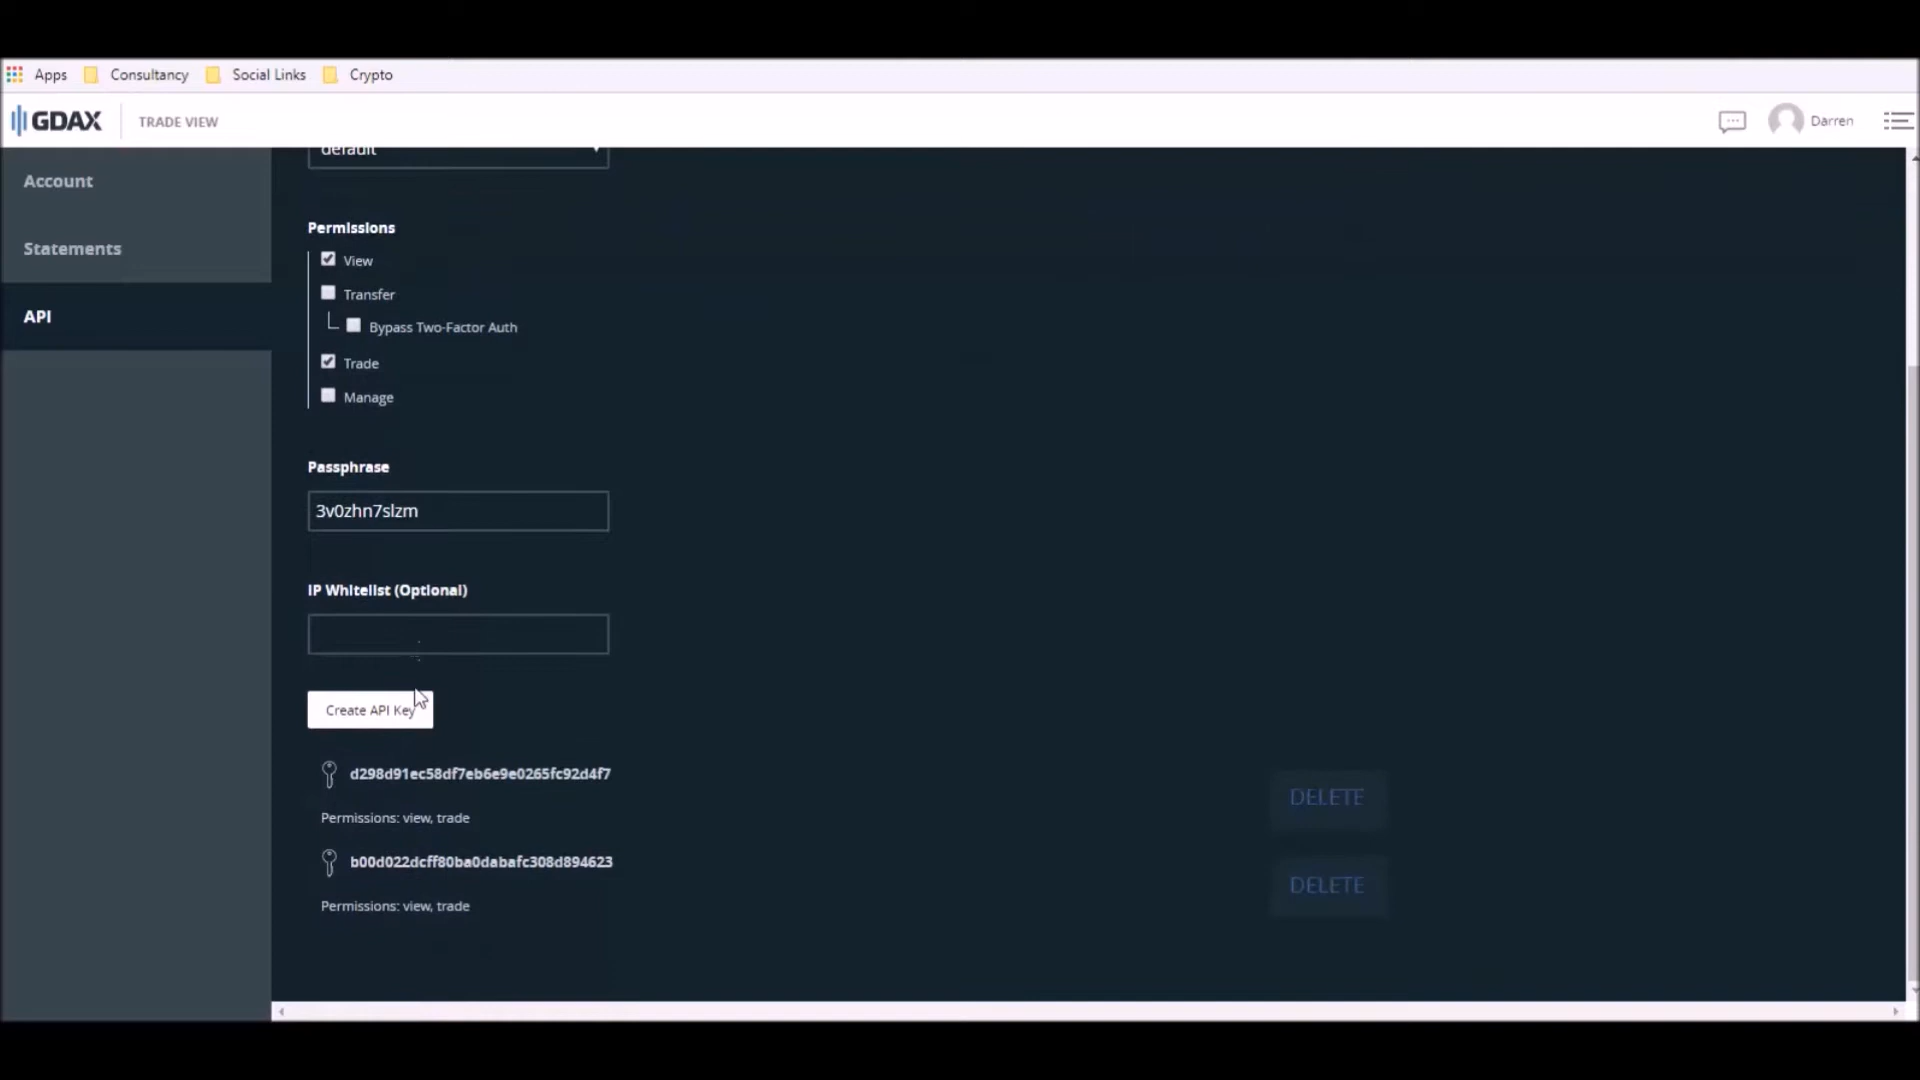 Apps Consultancy Social Links Crypto
GDAX TRADE VIEW Darren
Account
Statements
API
default
Permissions
View
Transfer
Bypass Two-Factor Auth
Trade
Manage
Passphrase
3v0zhn7slzm
IP Whitelist (Optional)
Create API Key
d298d91ec58df7eb6e9e0265fc92d4f7
DELETE
Permissions: view, trade
b00d022dcff80ba0dabafc308d894623
DELETE
Permissions: view, trade